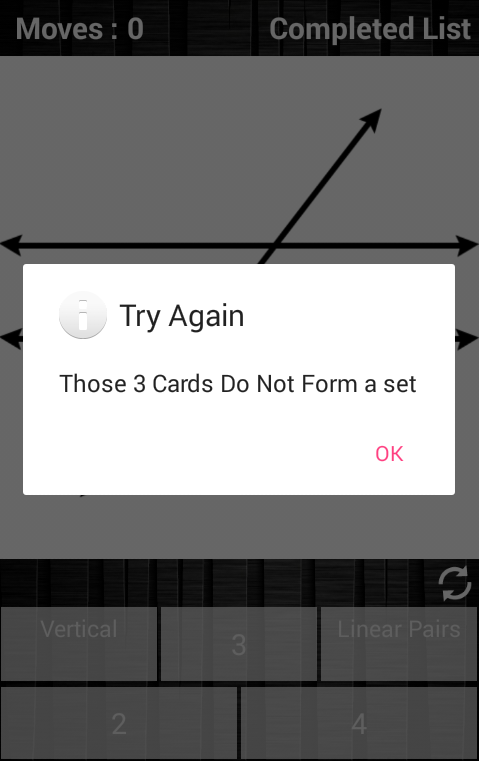 Moves : 0
Completed List
Try Again
Those 3 Cards Do Not Form a set
OK
Vertical
3
Linear Pairs
2
4